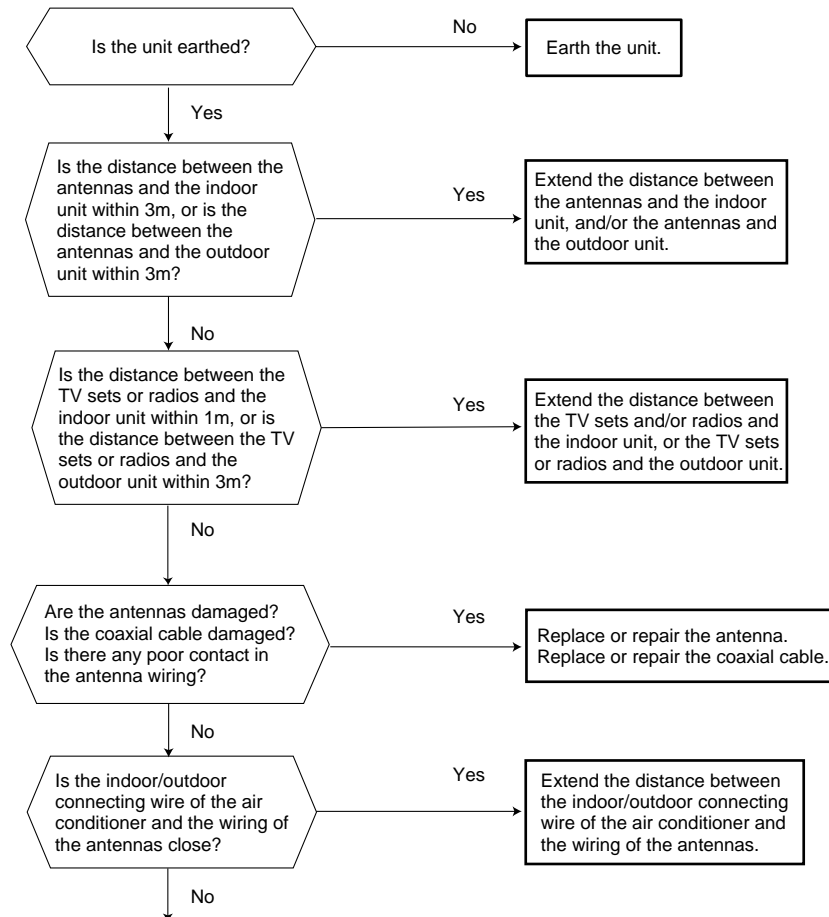 Is the unit earthed?
No
Earth the unit.
Yes
Is the distance between the
antennas and the indoor
unit within 3m, or is the
distance between the
antennas and the outdoor
unit within 3m?
Yes
Extend the distance between
the antennas and the indoor
unit, and/or the antennas and
the outdoor unit.
No
Is the distance between the
TV sets or radios and the
indoor unit within 1m, or is
the distance between the TV
sets or radios and the
outdoor unit within 3m?
Yes
Extend the distance between
the TV sets and/or radios and
the indoor unit, or the TV sets
or radios and the outdoor unit.
No
Are the antennas damaged?
Is the coaxial cable damaged?
Is there any poor contact in
the antenna wiring?
Yes
Replace or repair the antenna.
Replace or repair the coaxial cable.
No
Is the indoor/outdoor
connecting wire of the air
conditioner and the wiring of
the antennas close?
Yes
Extend the distance between
the indoor/outdoor connecting
wire of the air conditioner and
the wiring of the antennas.
No